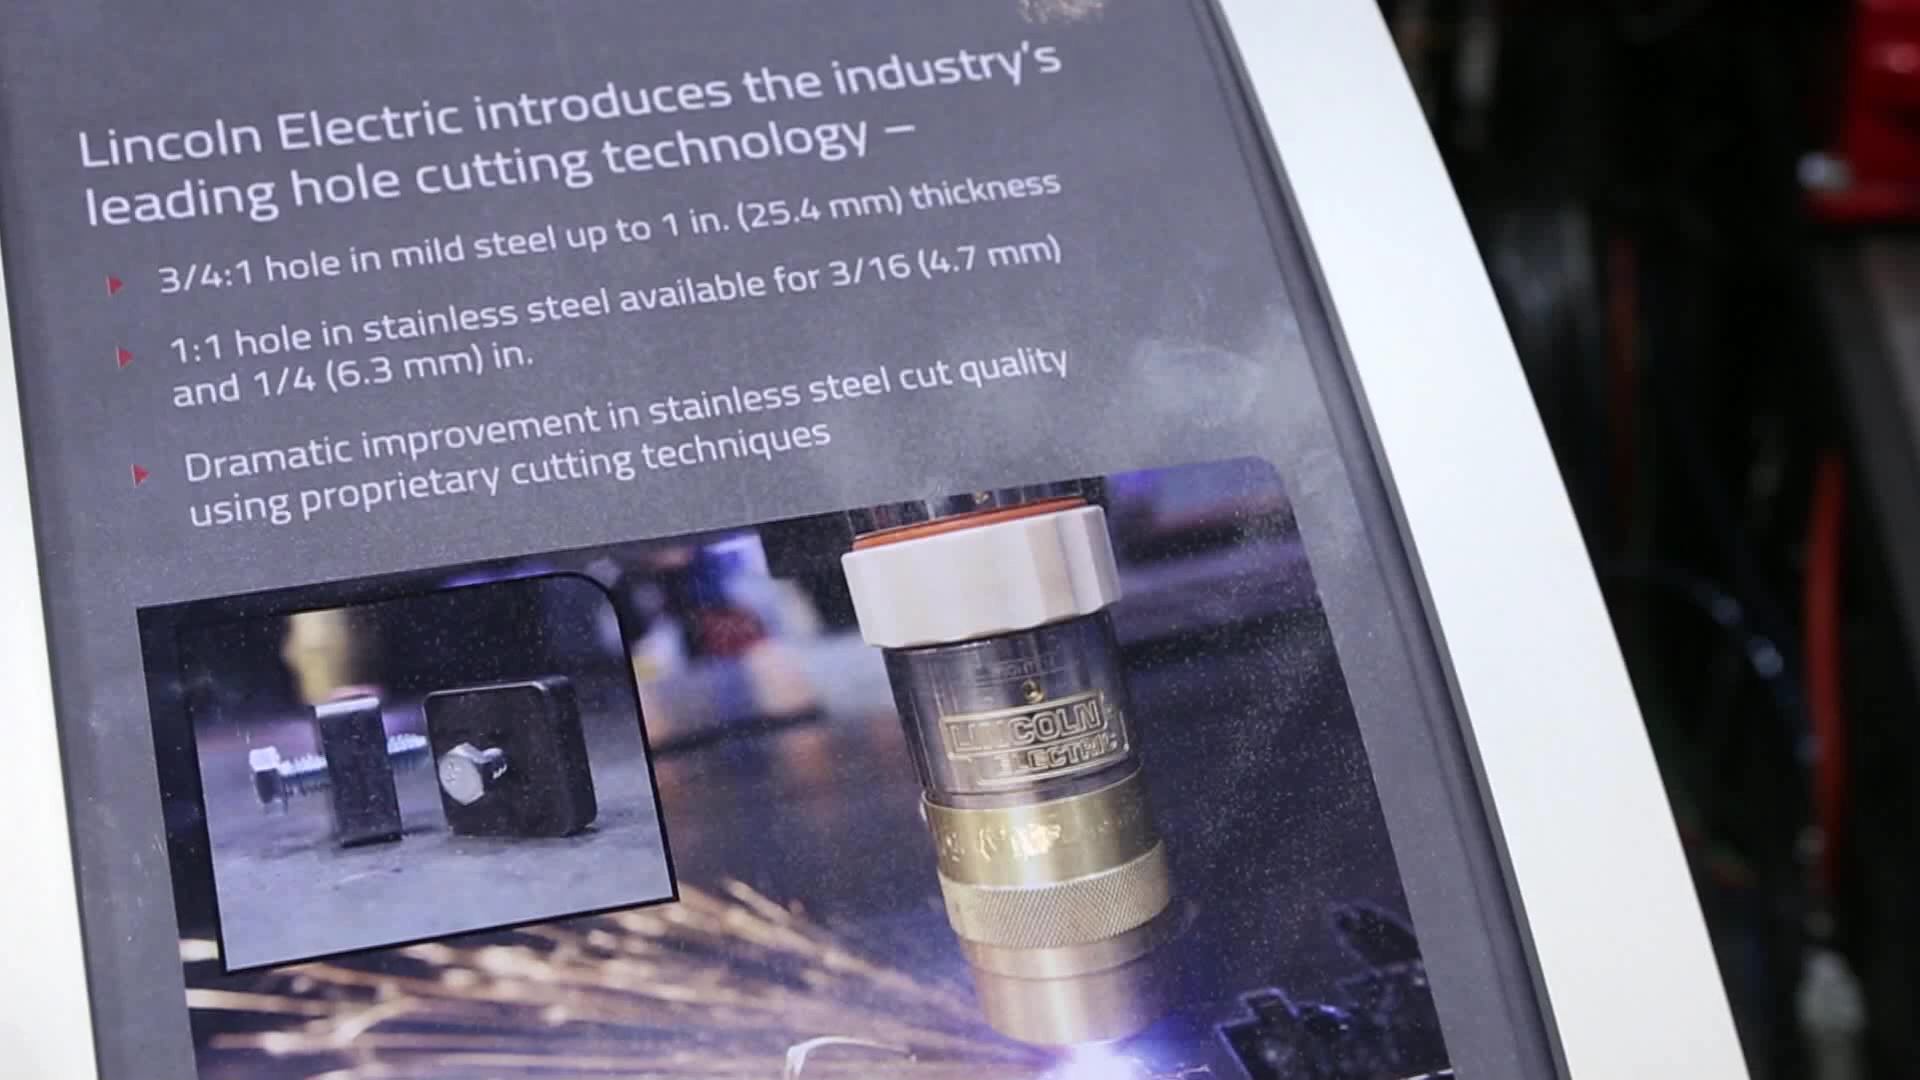 Lincoln Electric introduces the industry's
leading hole cutting technology –
3/4:1 hole in mild steel up to 1 in. (25.4 mm) thickness
1:1 hole in stainless steel available for 3/16 (4.7 mm)
and 1/4 (6.3 mm) in.
Dramatic improvement in stainless steel cut quality
using proprietary cutting techniques
LINCOLN
ELECTRIC